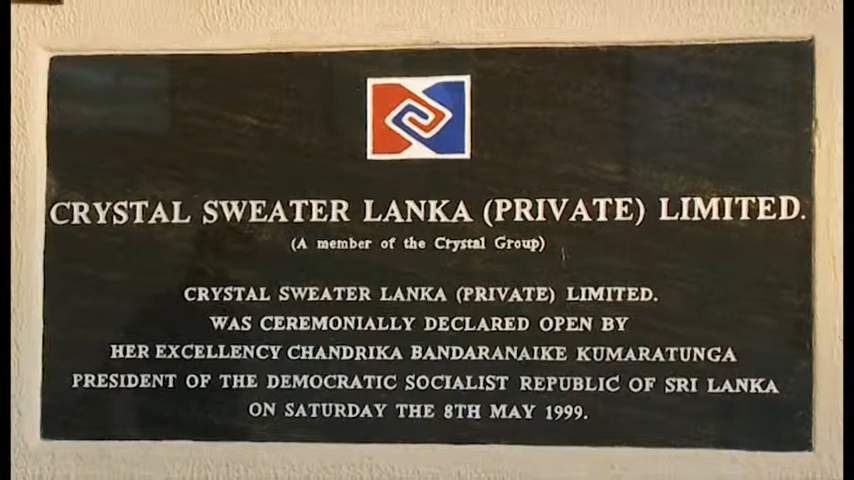 CRYSTAL SWEATER LANKA (PRIVATE) LIMITED.
(A member of the Crystal Group)
CRYSTAL SWEATER LANKA (PRIVATE) LIMITED.
WAS CEREMONIALLY DECLARED OPEN BY
HER EXCELLENCY CHANDRIKA BANDARANAIKE KUMARATUNGA
PRESIDENT OF THE DEMOCRATIC SOCIALIST REPUBLIC OF SRI LANKA
ON SATURDAY THE 8TH MAY 1999.